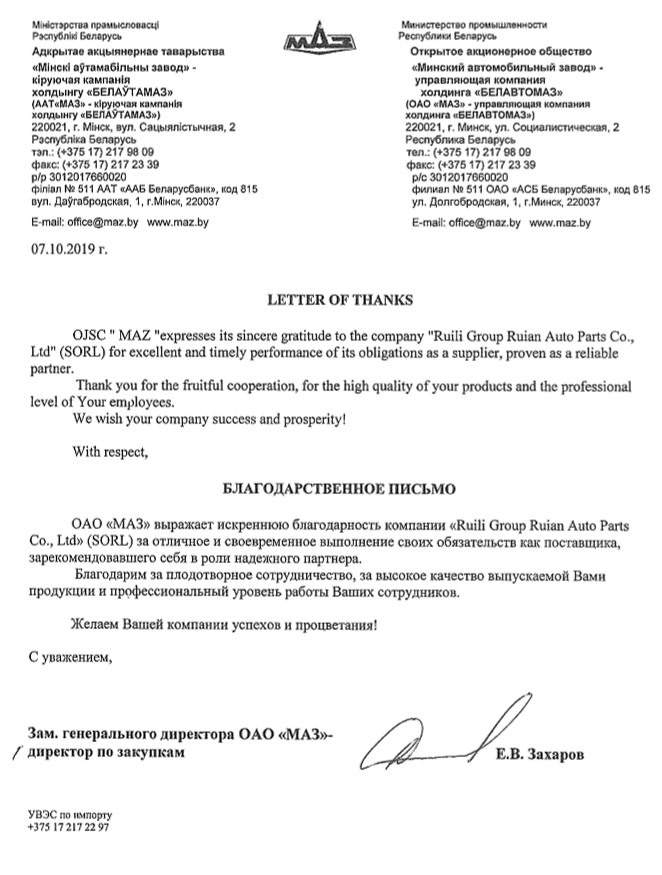 Міністэрства прамысловасці
Рэспублікі Беларусь
Адкрытае акцыянернае таварыства
«Мінскі аўтамабільны завод» -
кіруючая кампанія
холдынгу «БЕЛАЎТАМАЗ»
(ААТ«МАЗ» - кіруючая кампанія
холдынгу «БЕЛАЎТАМАЗ»)
220021, г. Мінск, вул. Сацыялістычная, 2
Рэспубліка Беларусь
тэл.: (+375 17) 217 98 09
факс: (+375 17) 217 23 39
р/р 3012017660020
філіал № 511 ААТ «ААБ Беларусбанк», код 815
вул. Даўгабродская, 1, г.Мінск, 220037
E-mail: office@maz.by www.maz.by
МАЗ
Министерство промышленности
Республики Беларусь
Открытое акционерное общество
«Минский автомобильный завод» -
управляющая компания
холдинга «БЕЛАВТОМАЗ»
(ОАО «МАЗ» - управляющая компания
холдинга «БЕЛАВТОМАЗ»)
220021, г. Минск, ул. Социалистическая, 2
Республика Беларусь
тел.: (+375 17) 217 98 09
факс: (+375 17) 217 23 39
р/с 3012017660020
филиал № 511 ОАО «АСБ Беларусбанк», код 815
ул. Долгобродская, 1, г.Минск, 220037
E-mail: office@maz.by www.maz.by
07.10.2019 г.
LETTER OF THANKS
OJSC " MAZ "expresses its sincere gratitude to the company "Ruili Group Ruian Auto Parts Co.,
Ltd" (SORL) for excellent and timely performance of its obligations as a supplier, proven as a reliable
partner.
Thank you for the fruitful cooperation, for the high quality of your products and the professional
level of Your employees.
We wish your company success and prosperity!
With respect,
БЛАГОДАРСТВЕННОЕ ПИСЬМО
ОАО «МАЗ» выражает искреннюю благодарность компании «Ruili Group Ruian Auto Parts
Co., Ltd» (SORL) за отличное и своевременное выполнение своих обязательств как поставщика,
зарекомендовавшего себя в роли надежного партнера.
Благодарим за плодотворное сотрудничество, за высокое качество выпускаемой Вами
продукции и профессиональный уровень работы Ваших сотрудников.
Желаем Вашей компании успехов и процветания!
С уважением,
Зам. генерального директора ОАО «МАЗ»-
директор по закупкам
Е.В. Захаров
УВЭС по импорту
+375 17 217 22 97